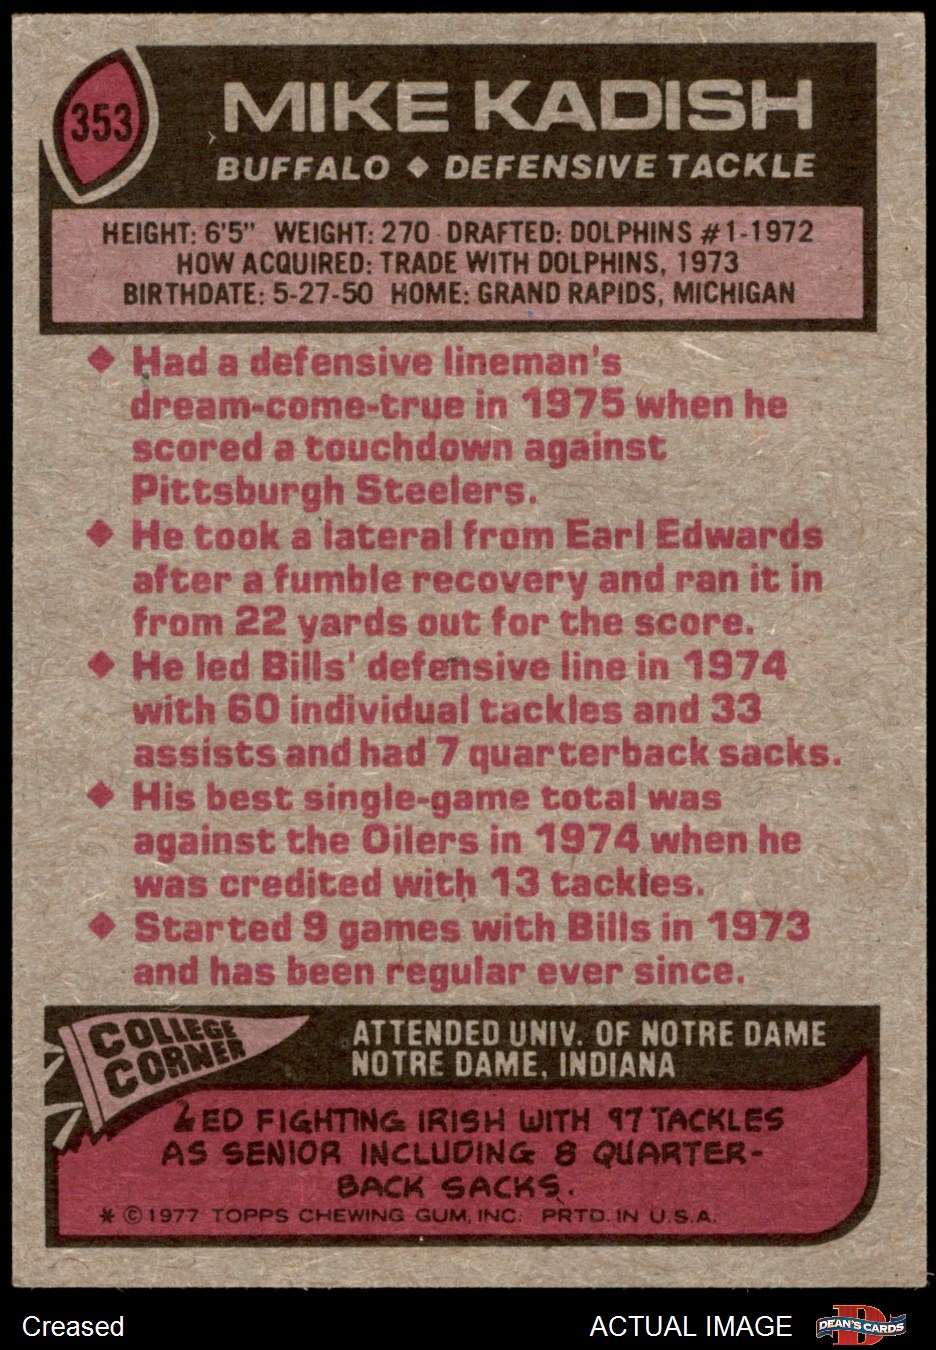 353
MIKE KADISH
BUFFALO ◆ DEFENSIVE TACKLE
HEIGHT: 6'5" WEIGHT: 270 DRAFTED: DOLPHINS #1-1972
HOW ACQUIRED: TRADE WITH DOLPHINS, 1973
BIRTHDATE: 5-27-50 HOME: GRAND RAPIDS, MICHIGAN
◆ Had a defensive lineman's
dream-come-true in 1975 when he
scored a touchdown against
Pittsburgh Steelers.
◆ He took a lateral from Earl Edwards
after a fumble recovery and ran it in
from 22 yards out for the score.
◆ He led Bills' defensive line in 1974
with 60 individual tackles and 33
assists and had 7 quarterback sacks.
◆ His best single-game total was
against the Oilers in 1974 when he
was credited with 13 tackles.
◆ Started 9 games with Bills in 1973
and has been regular ever since.
COLLEGE
CORNER
ATTENDED UNIV. OF NOTRE DAME
NOTRE DAME, INDIANA
LED FIGHTING IRISH WITH 97 TACKLES
AS SENIOR INCLUDING 8 QUARTER-
BACK SACKS.
* © 1977 TOPPS CHEWING GUM, INC. PRTD. IN U.S.A.
Creased
ACTUAL IMAGE
D
DEAN'S CARDS